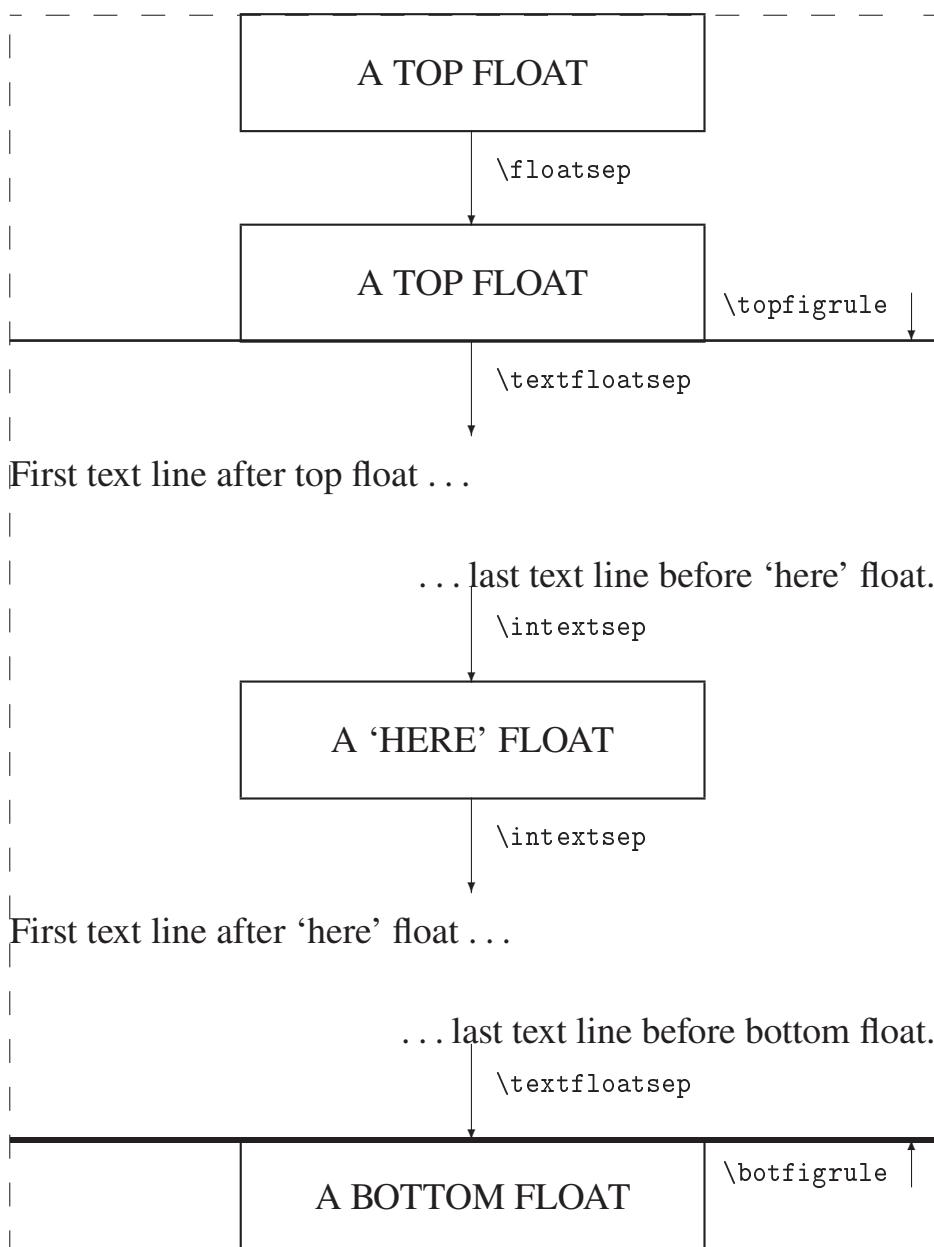 A TOP FLOAT
\floatsep
A TOP FLOAT
\topfigrule
\textfloatsep
First text line after top float . . .
. . . last text line before ‘here’ float.
\intextsep
A ‘HERE’ FLOAT
\intextsep
First text line after ‘here’ float . . .
. . . last text line before bottom float.
\textfloatsep
\botfigrule
A BOTTOM FLOAT